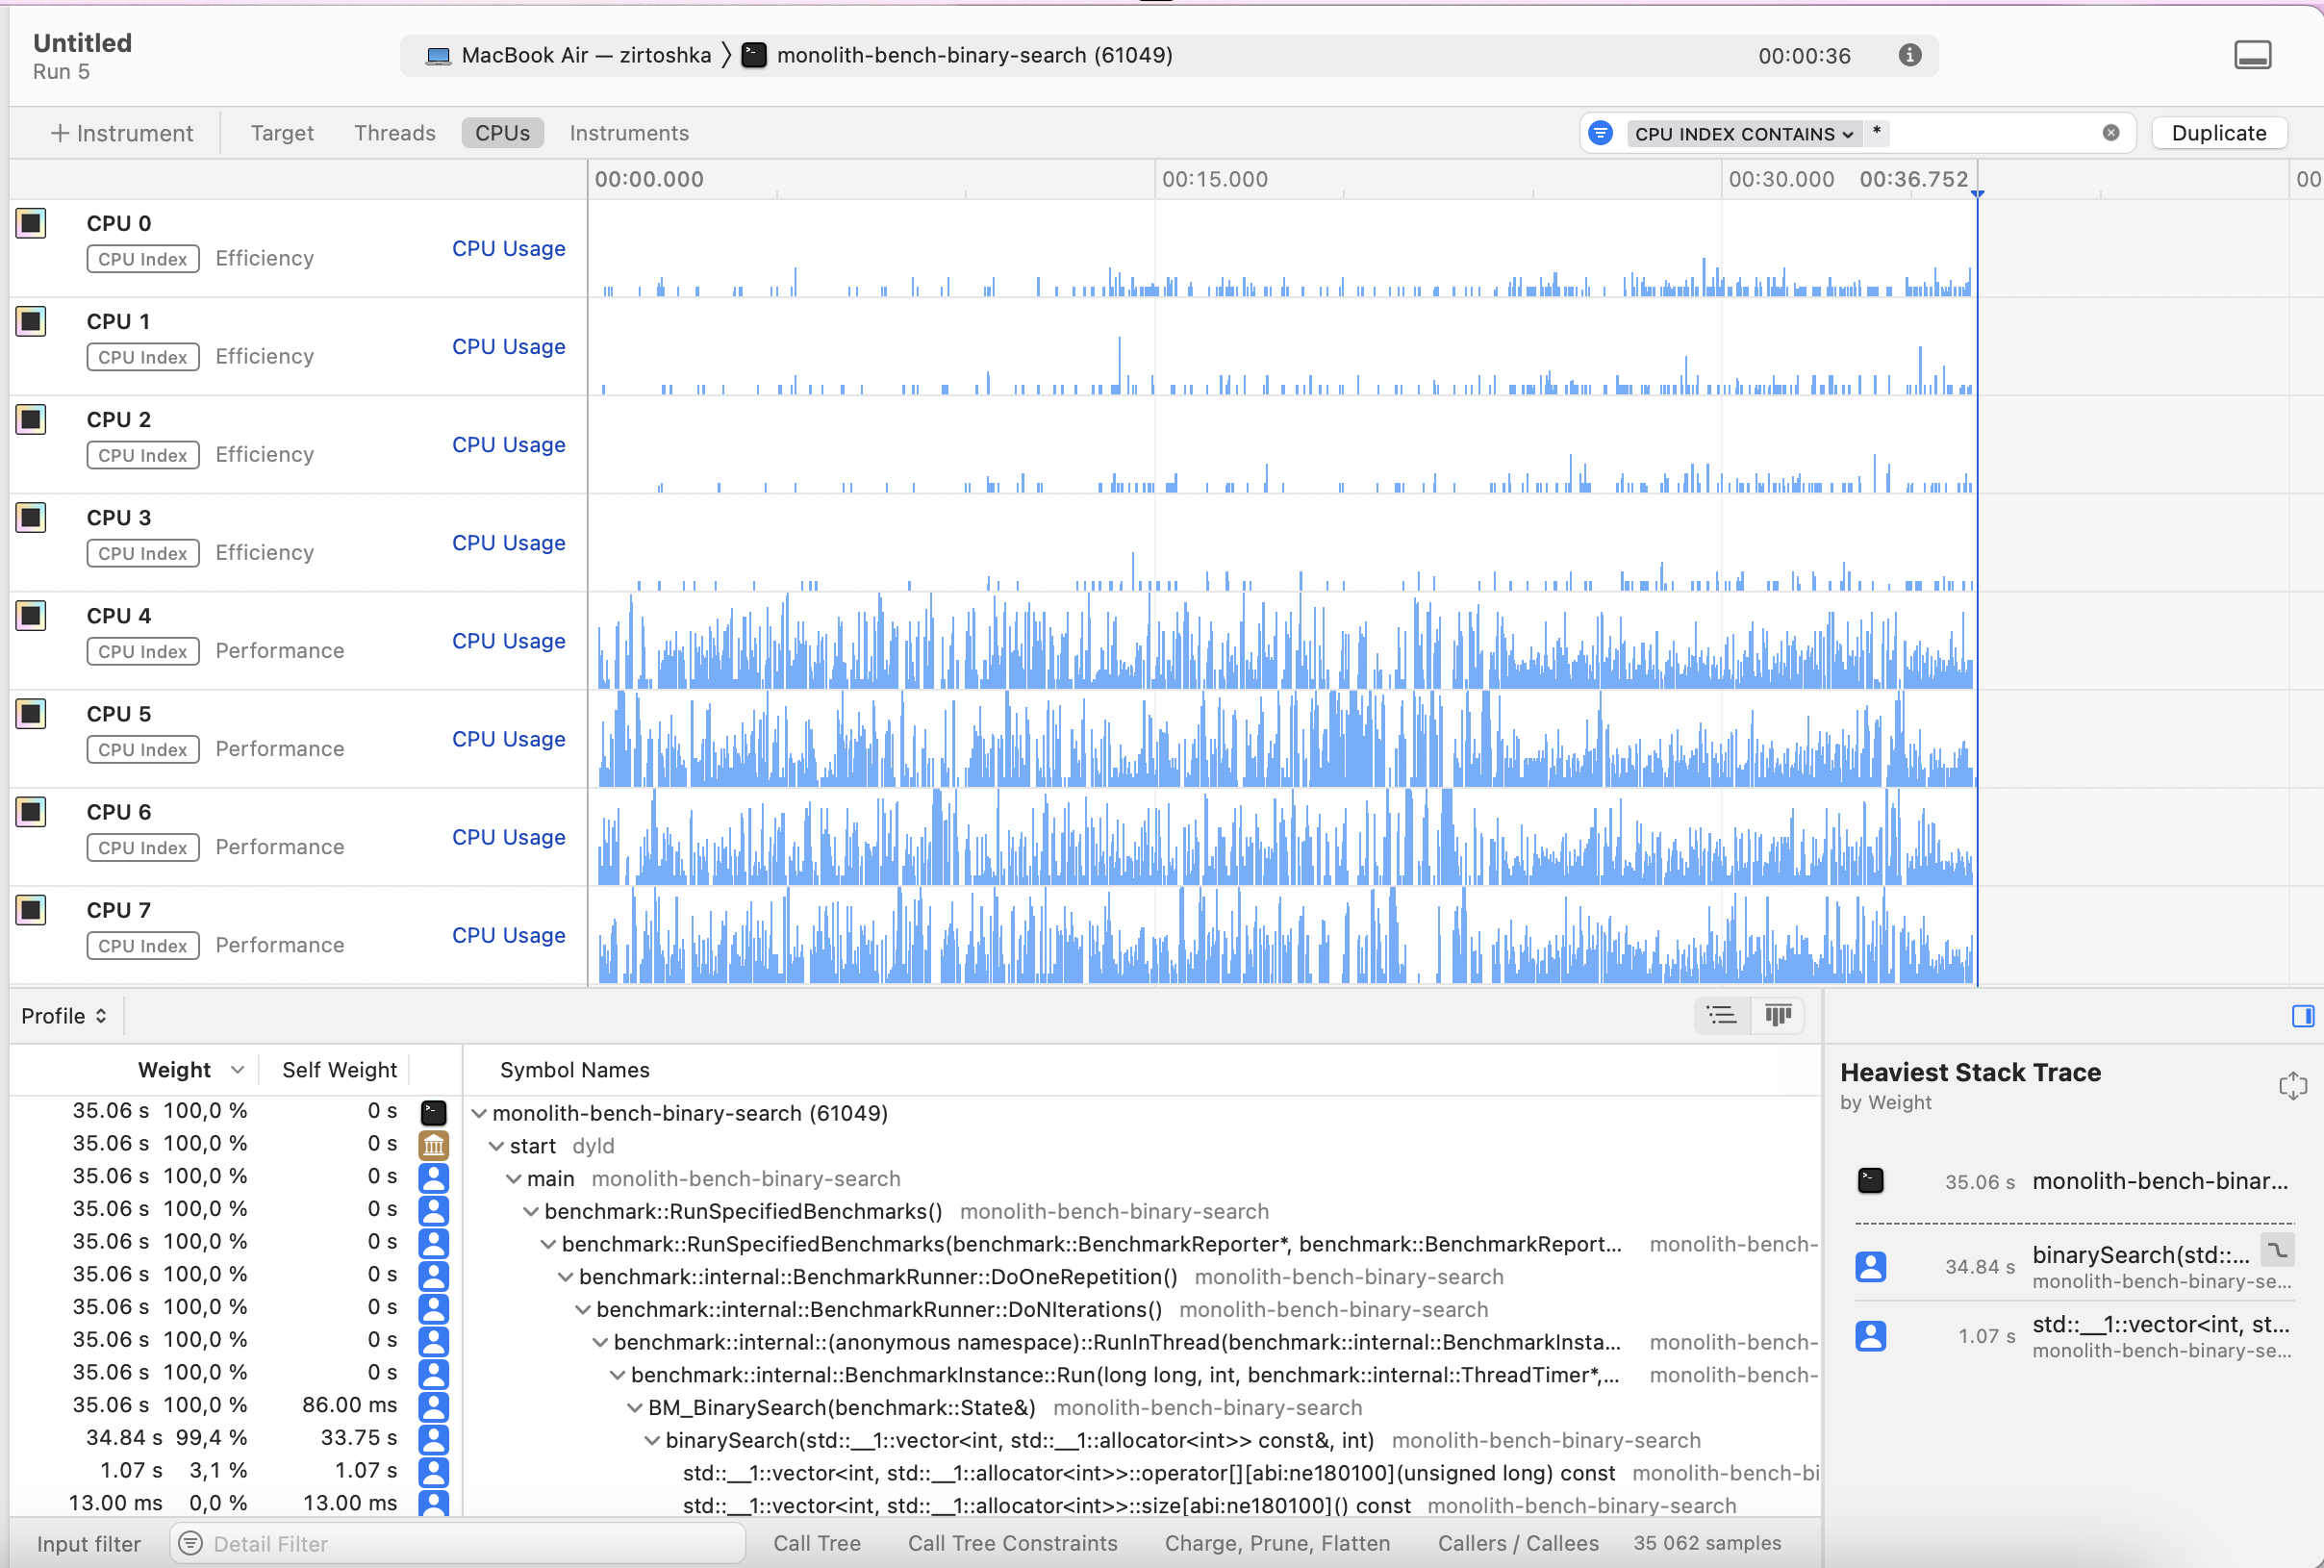 Untitled
Run 5
MacBook Air — zirtoshka 〉 monolith-bench-binary-search (61049)
00:00:36
+ Instrument Target Threads CPUs Instruments
CPU INDEX CONTAINS *
Duplicate
00:00.000 00:15.000 00:30.000 00:36.752 00
CPU 0
CPU Index Efficiency
CPU Usage
CPU 1
CPU Index Efficiency
CPU Usage
CPU 2
CPU Index Efficiency
CPU Usage
CPU 3
CPU Index Efficiency
CPU Usage
CPU 4
CPU Index Performance
CPU Usage
CPU 5
CPU Index Performance
CPU Usage
CPU 6
CPU Index Performance
CPU Usage
CPU 7
CPU Index Performance
CPU Usage
Profile
Weight Self Weight Symbol Names
35.06 s 100,0 % 0 s monolith-bench-binary-search (61049)
35.06 s 100,0 % 0 s start dyld
35.06 s 100,0 % 0 s main monolith-bench-binary-search
35.06 s 100,0 % 0 s benchmark::RunSpecifiedBenchmarks() monolith-bench-binary-search
35.06 s 100,0 % 0 s benchmark::RunSpecifiedBenchmarks(benchmark::BenchmarkReporter*, benchmark::BenchmarkReport... monolith-bench-
35.06 s 100,0 % 0 s benchmark::internal::BenchmarkRunner::DoOneRepetition() monolith-bench-binary-search
35.06 s 100,0 % 0 s benchmark::internal::BenchmarkRunner::DoNIterations() monolith-bench-binary-search
35.06 s 100,0 % 0 s benchmark::internal::(anonymous namespace)::RunInThread(benchmark::internal::BenchmarkInsta... monolith-bench-
35.06 s 100,0 % 0 s benchmark::internal::BenchmarkInstance::Run(long long, int, benchmark::internal::ThreadTimer*,... monolith-bench-
35.06 s 100,0 % 86.00 ms BM_BinarySearch(benchmark::State&) monolith-bench-binary-search
34.84 s 99,4 % 33.75 s binarySearch(std::__1::vector<int, std::__1::allocator<int>> const&, int) monolith-bench-binary-search
1.07 s 3,1 % 1.07 s std::__1::vector<int, std::__1::allocator<int>>::operator[][abi:ne180100](unsigned long) const monolith-bench-bi
13.00 ms 0,0 % 13.00 ms std::__1::vector<int, std::__1::allocator<int>>::size[abi:ne180100]() const monolith-bench-binary-search
Heaviest Stack Trace
by Weight
35.06 s monolith-bench-binar...
34.84 s binarySearch(std::...
monolith-bench-binary-se...
1.07 s std::__1::vector<int, st...
monolith-bench-binary-se...
Input filter Detail Filter Call Tree Call Tree Constraints Charge, Prune, Flatten Callers / Callees 35 062 samples